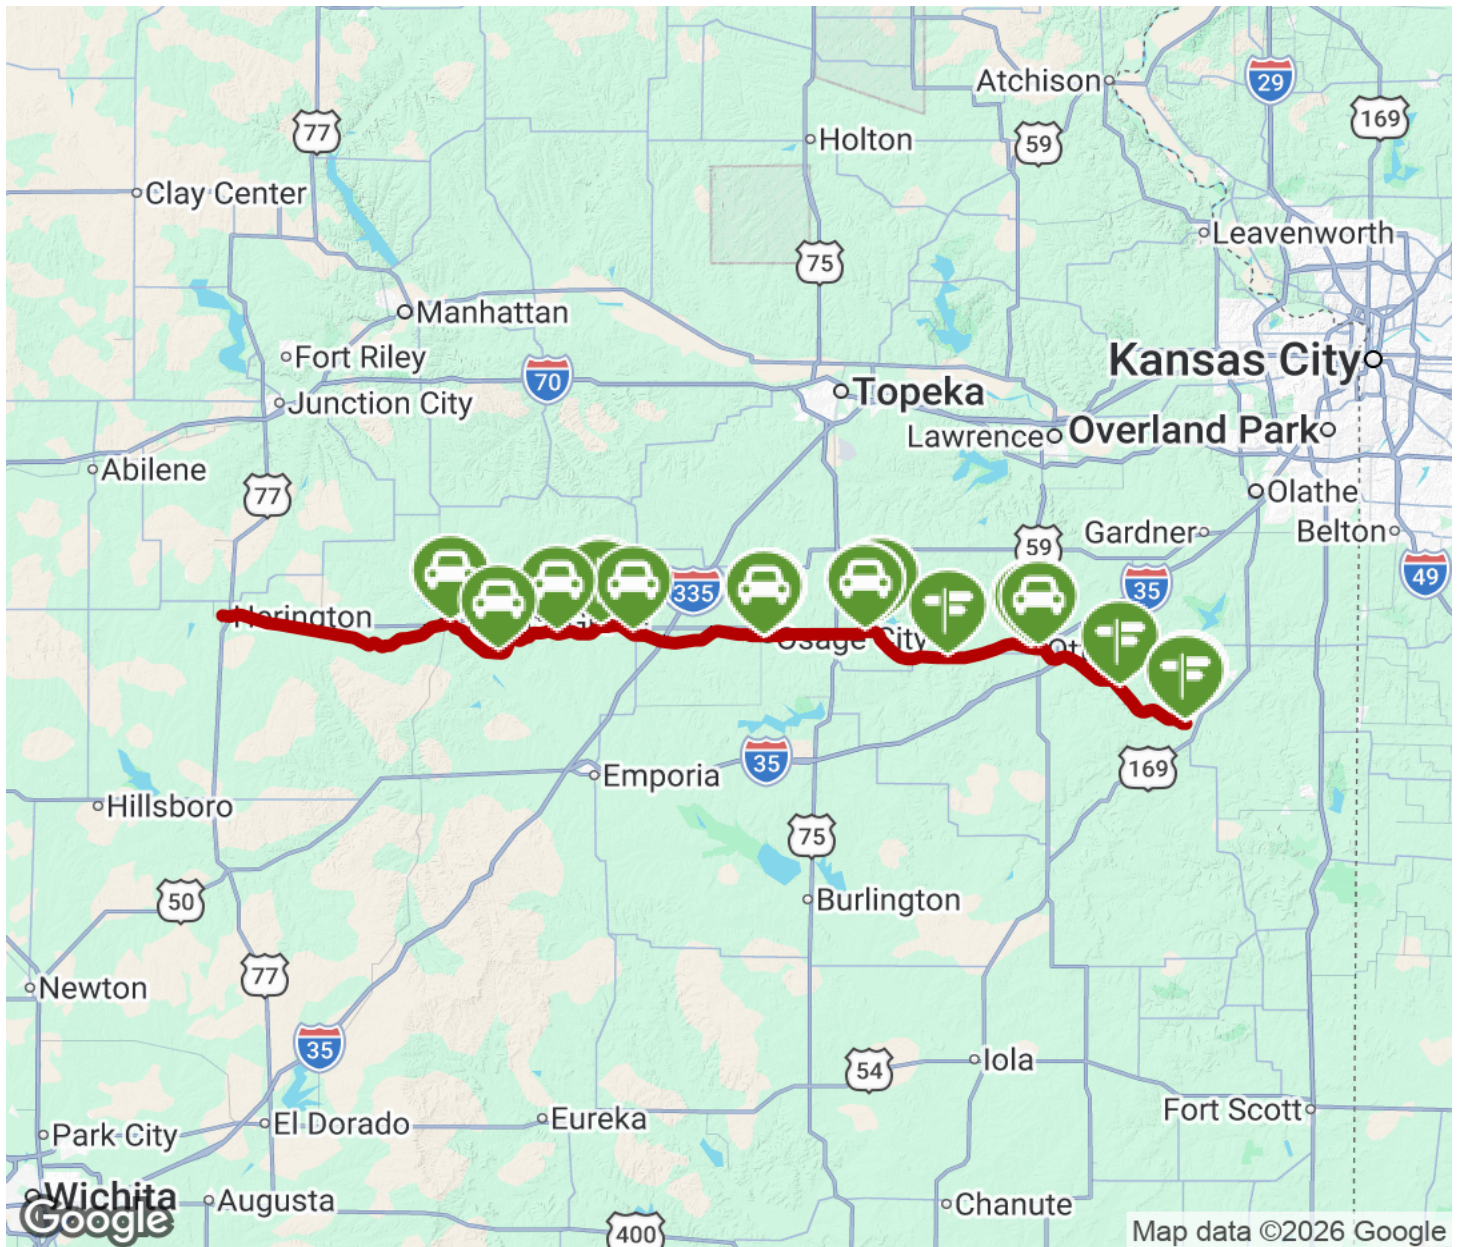 Atchison
29
169
77
Holton
59
Clay Center
Leavenworth
75
Manhattan
Fort Riley
Kansas City
70
Topeka
Junction City
Lawrence
Overland Park
Abilene
77
Olathe
Gardner
Belton
59
49
335
35
Herington
Osage City
169
35
Emporia
Hillsboro
75
50
Burlington
77
Newton
35
Iola
54
Fort Scott
Eureka
El Dorado
Park City
Wichita
Augusta
Chanute
Google
400
Map data ©2026 Google